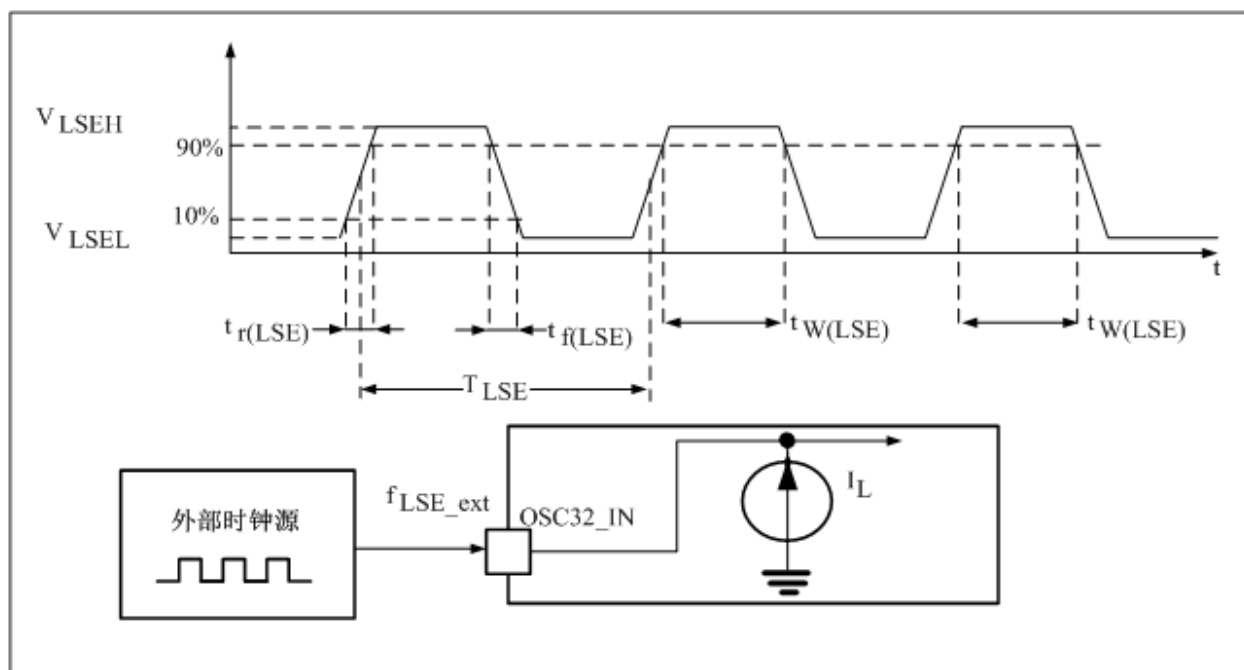 V LSEH
90%
10%
V LSEL
t
t r(LSE)
t f(LSE)
t W(LSE)
t W(LSE)
T LSE
f LSE_ext
OSC32_IN
I L
外部时钟源